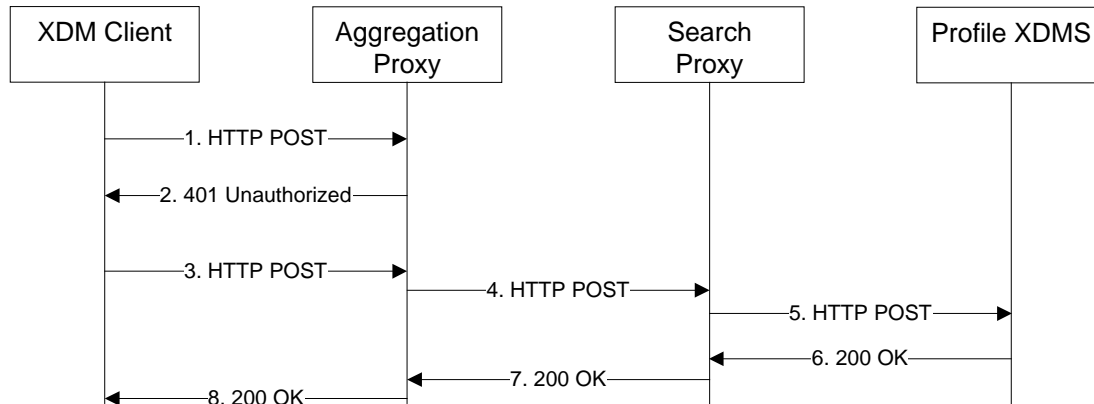 XDM Client
Aggregation
Proxy
Search
Proxy
Profile XDMS
1. HTTP POST
2. 401 Unauthorized
3. HTTP POST
4. HTTP POST
5. HTTP POST
6. 200 OK
7. 200 OK
8. 200 OK